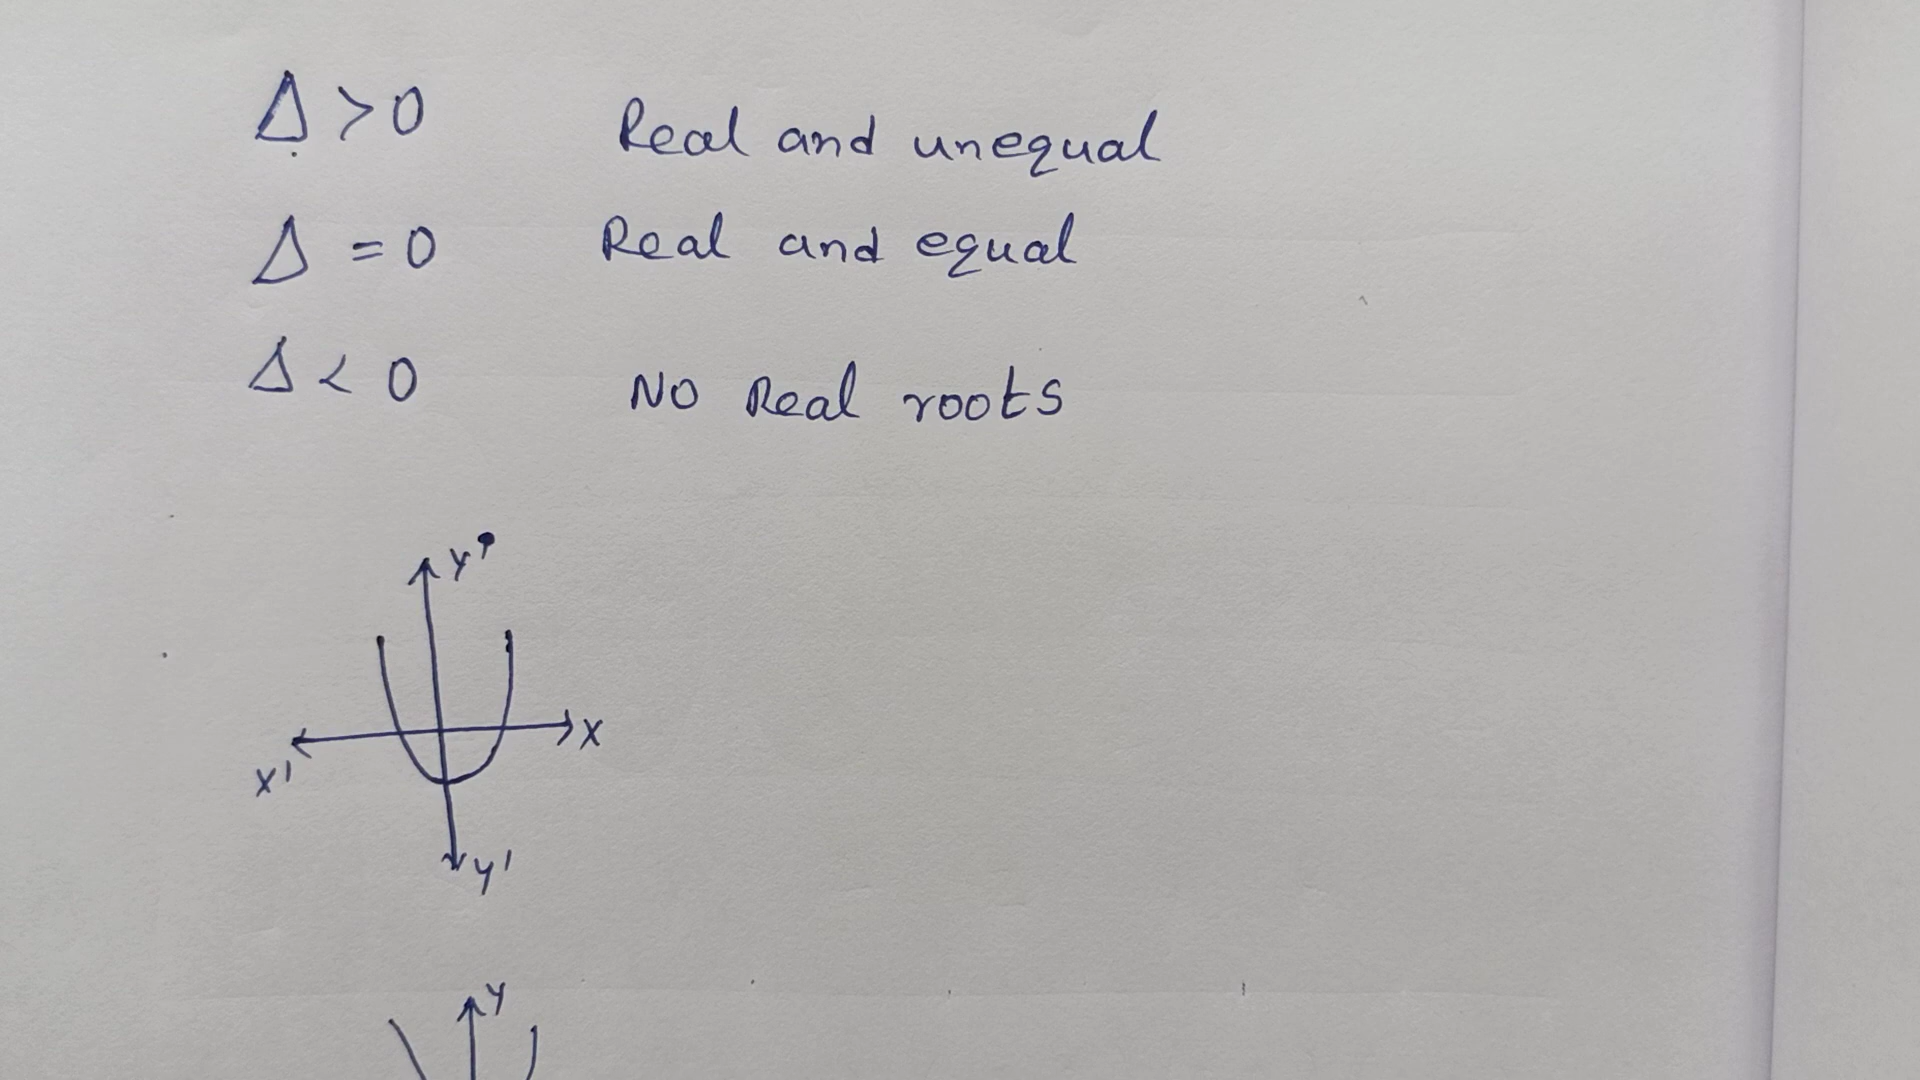 Δ > 0 Real and unequal
Δ = 0 Real and equal
Δ < 0 No Real roots
Y
X
X'
Y'
Y